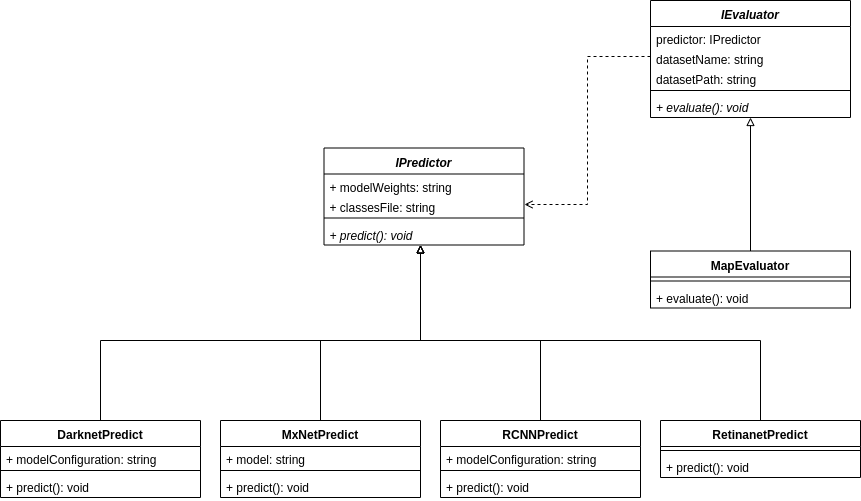 IEvaluator
predictor: IPredictor
datasetName: string
datasetPath: string
+ evaluate(): void
IPredictor
+ modelWeights: string
+ classesFile: string
+ predict(): void
MapEvaluator
+ evaluate(): void
DarknetPredict
+ modelConfiguration: string
+ predict(): void
MxNetPredict
+ model: string
+ predict(): void
RCNNPredict
+ modelConfiguration: string
+ predict(): void
RetinanetPredict
+ predict(): void